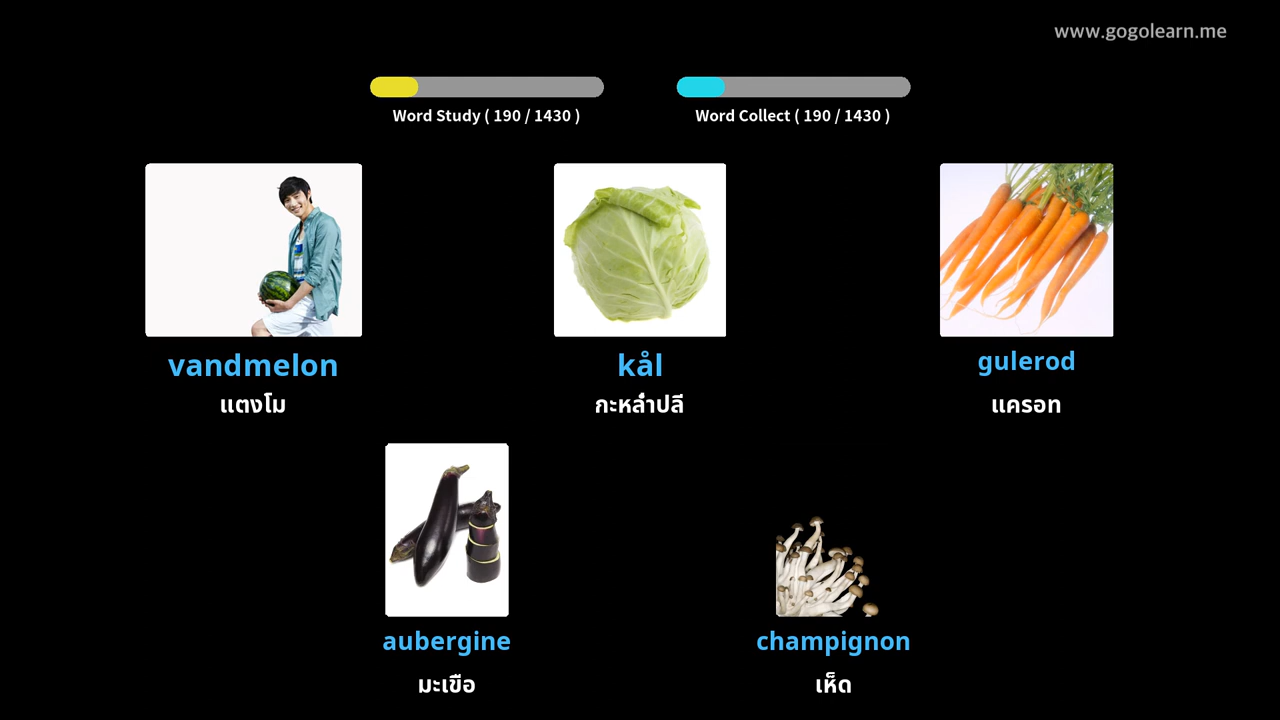 www.gogolearn.me
Word Study ( 190 / 1430 )
Word Collect ( 190 / 1430 )
vandmelon
แตงโม
kål
กะหล่ำปลี
gulerod
แครอท
aubergine
มะเขือ
champignon
เห็ด